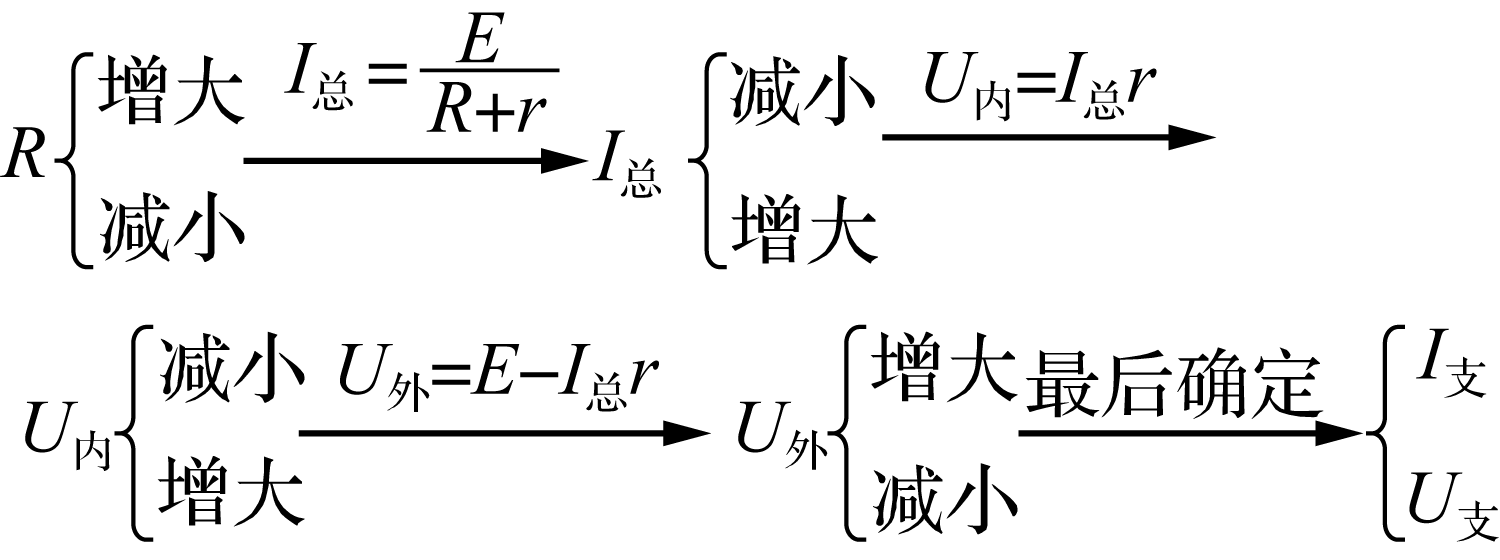 R { 增大 减小 I总=E/(R+r) → I总 { 减小 增大 U内=I总r →
U内 { 减小 增大 U外=E−I总r → U外 { 增大 减小 最后确定 → { I支 U支